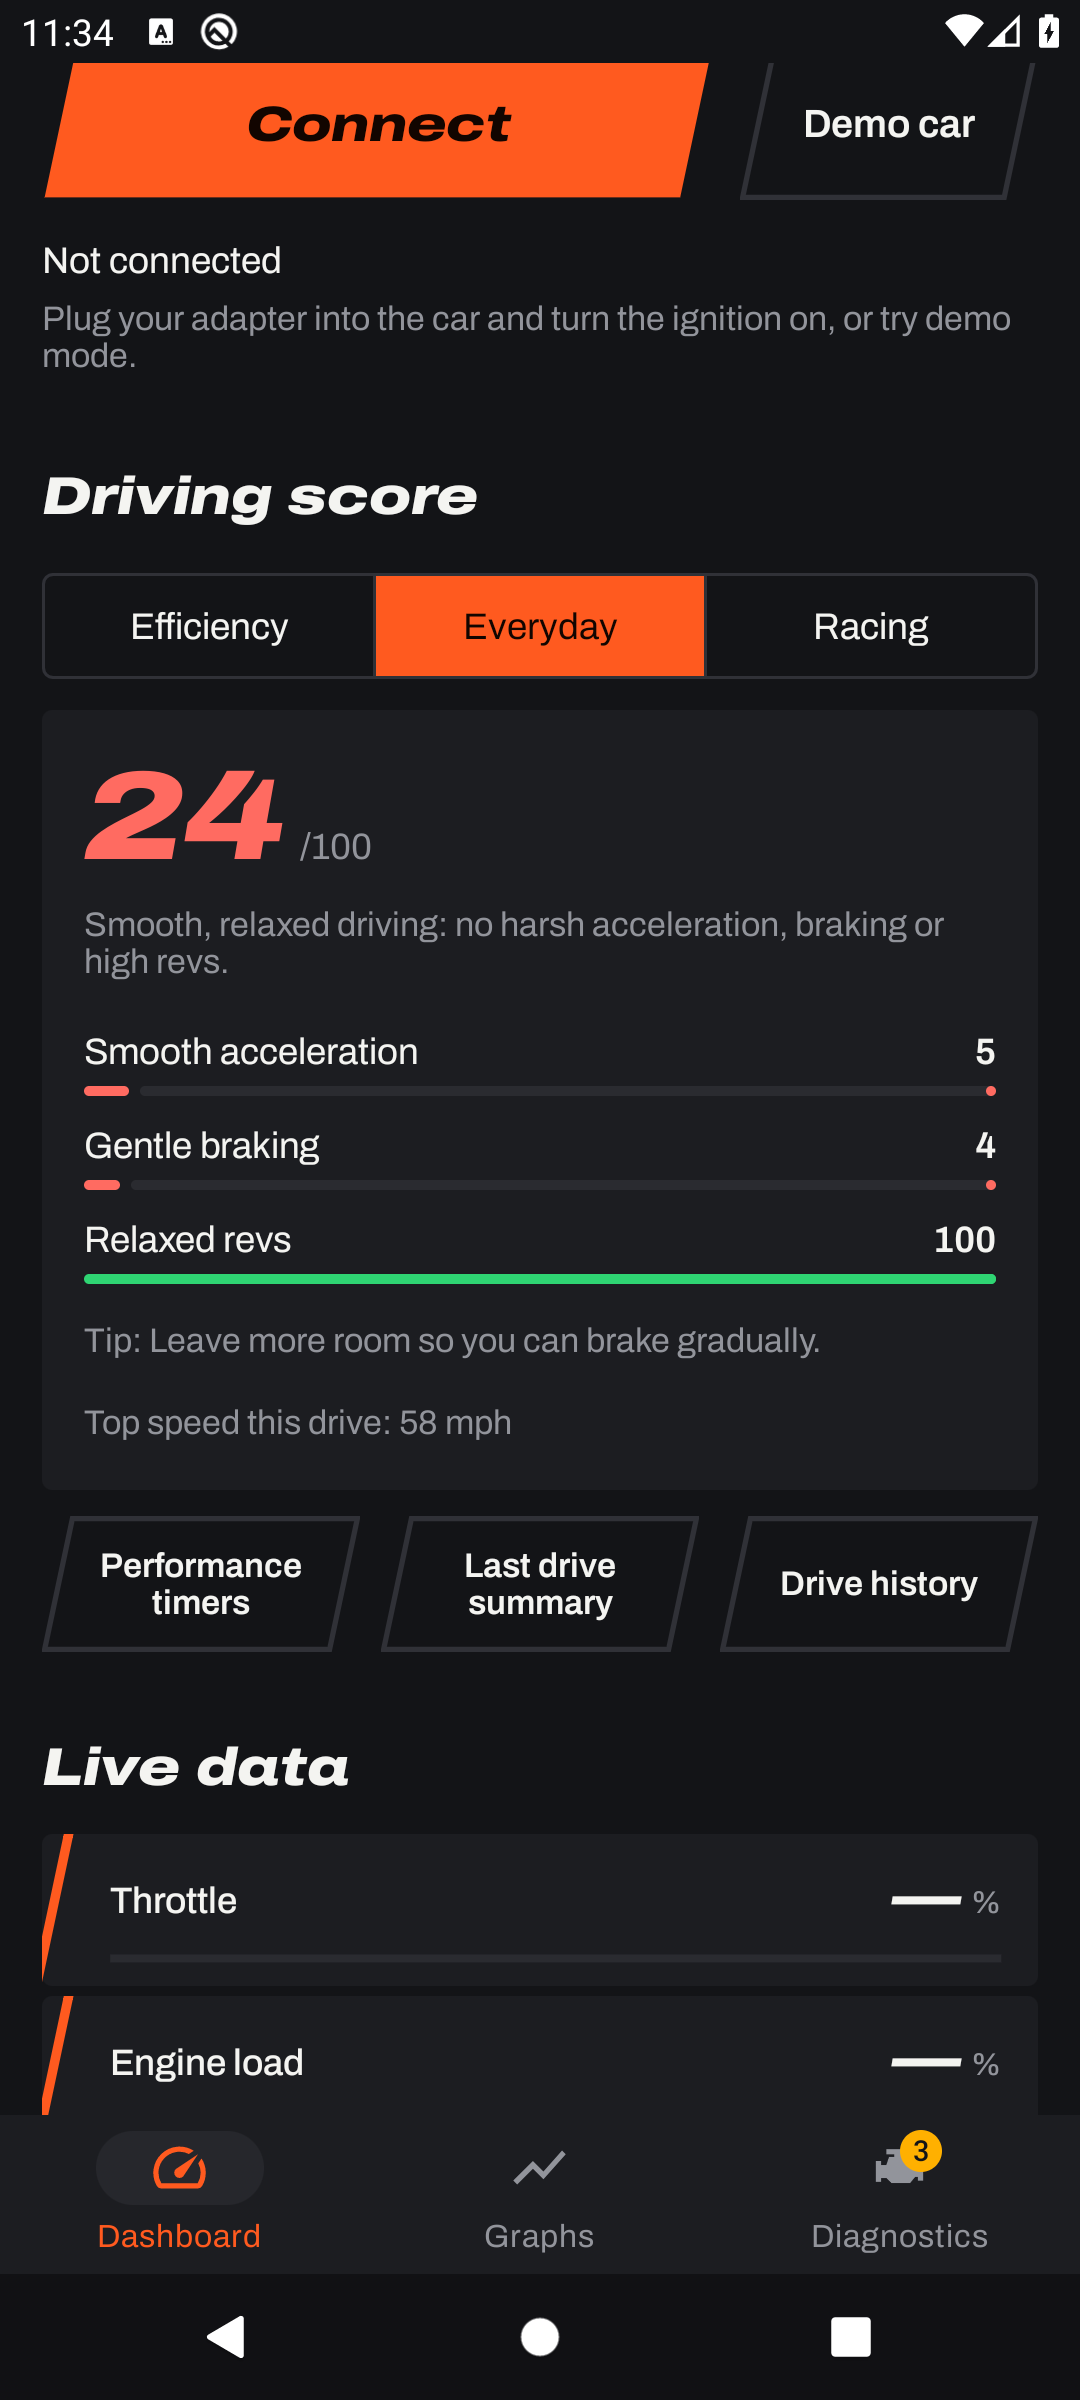 11:34
Connect
Demo car
Not connected
Plug your adapter into the car and turn the ignition on, or try demo
mode.
Driving score
Efficiency
Everyday
Racing
24 /100
Smooth, relaxed driving: no harsh acceleration, braking or
high revs.
Smooth acceleration 5
Gentle braking 4
Relaxed revs 100
Tip: Leave more room so you can brake gradually.
Top speed this drive: 58 mph
Performance
timers
Last drive
summary
Drive history
Live data
Throttle — %
Engine load — %
3
Dashboard
Graphs
Diagnostics